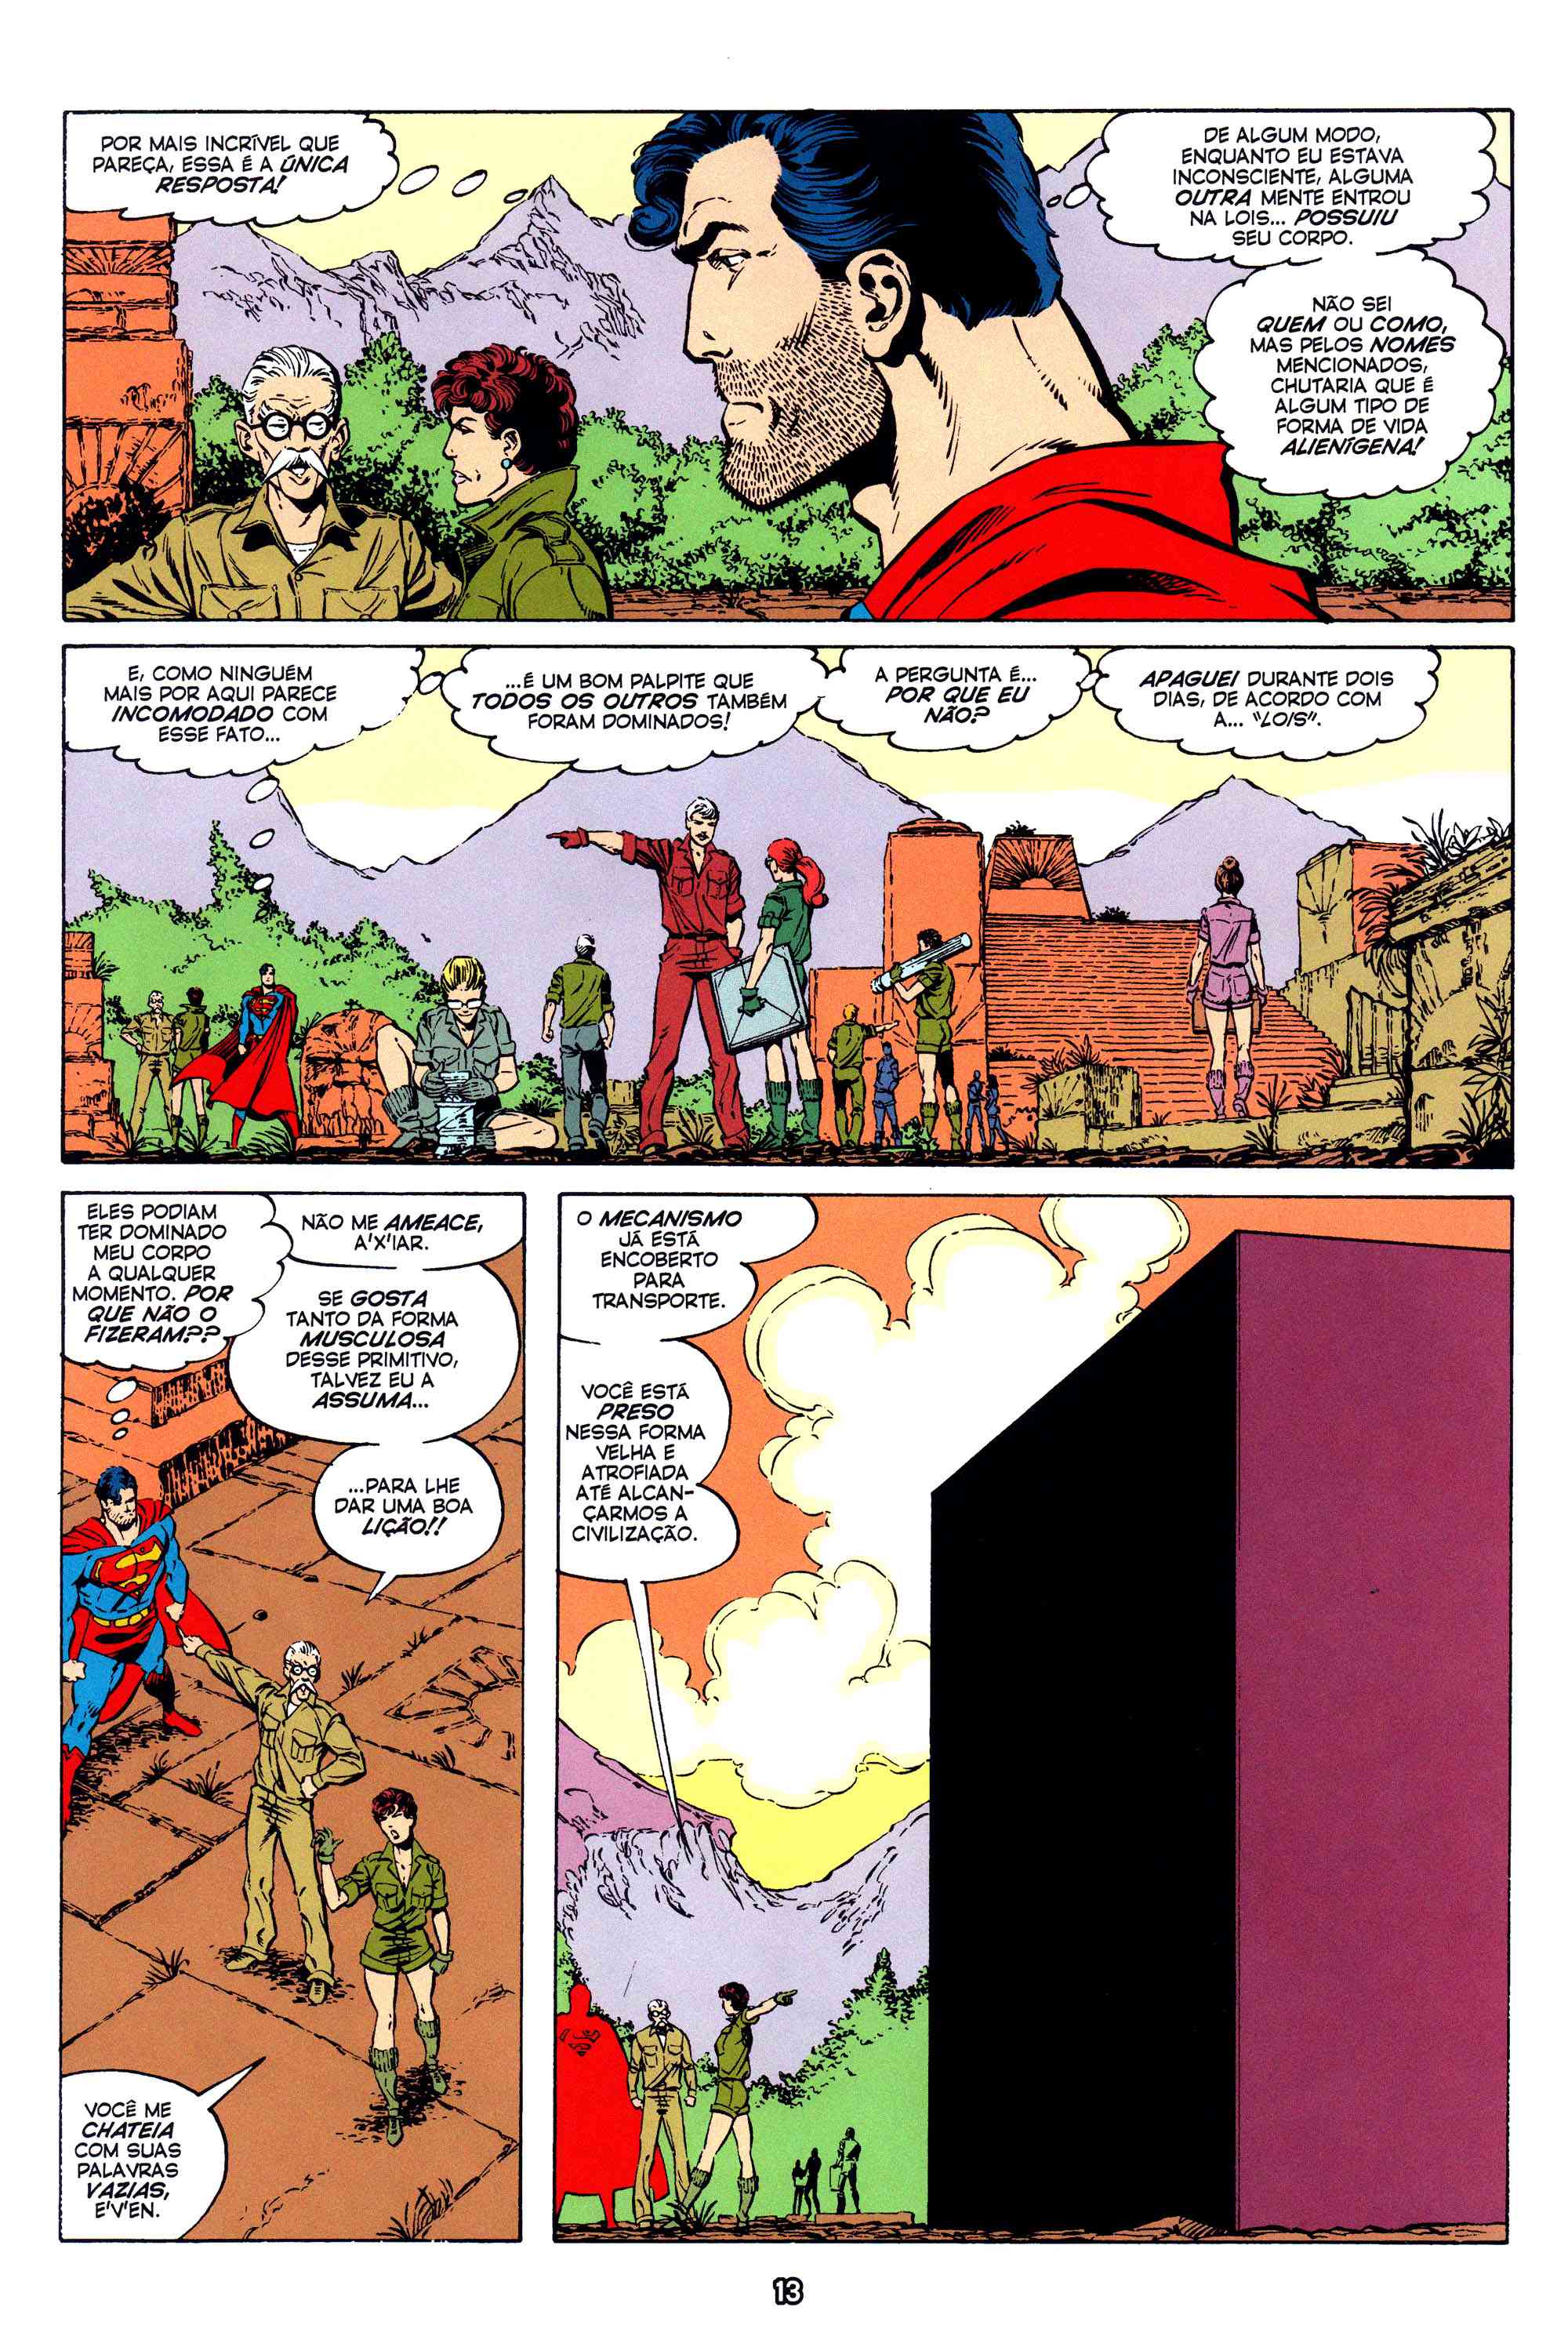 POR MAIS INCRÍVEL QUE
PAREÇA, ESSA É A ÚNICA
RESPOSTA!
DE ALGUM MODO,
ENQUANTO EU ESTAVA
INCONSCIENTE, ALGUMA
OUTRA MENTE ENTROU
NA LOIS... POSSUIU
SEU CORPO.
NÃO SEI
QUEM OU COMO,
MAS PELOS NOMES
MENCIONADOS,
CHUTARIA QUE É
ALGUM TIPO DE
FORMA DE VIDA
ALIENÍGENA!
E, COMO NINGUÉM
MAIS POR AQUI PARECE
INCOMODADO COM
ESSE FATO...
...É UM BOM PALPITE QUE
TODOS OS OUTROS TAMBÉM
FORAM DOMINADOS!
A PERGUNTA É...
POR QUE EU
NÃO?
APAGUEI DURANTE DOIS
DIAS, DE ACORDO COM
A... "LOIS".
ELES PODIAM
TER DOMINADO
MEU CORPO
A QUALQUER
MOMENTO. POR
QUE NÃO O
FIZERAM??
NÃO ME AMEACE,
A'X'IAR.
SE GOSTA
TANTO DA FORMA
MUSCULOSA
DESSE PRIMITIVO,
TALVEZ EU A
ASSUMA...
...PARA LHE
DAR UMA BOA
LIÇÃO!!
VOCÊ ME
CHATEIA
COM SUAS
PALAVRAS
VAZIAS,
E'V'EN.
O MECANISMO
JÁ ESTÁ
ENCOBERTO
PARA
TRANSPORTE.
VOCÊ ESTÁ
PRESO
NESSA FORMA
VELHA E
ATROFIADA
ATÉ ALCAN-
ÇARMOS A
CIVILIZAÇÃO.
13